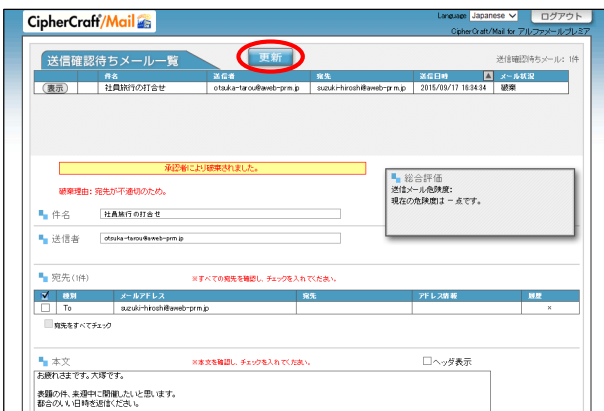 CipherCraft/Mail
Language Japanese ログアウト
CipherCraft/Mail for アルファメールプレミア
送信確認待ちメール一覧 更新 送信確認待ちメール: 1件
件名 送信者 宛先 送信日時 メール状況
表示 社員旅行の打合せ otsuka-tarou@aweb-prm.jp suzuki-hiroshi@aweb-prm.jp 2015/09/17 16:34:34 破棄
承認者により破棄されました。
破棄理由: 宛先が不適切のため。
総合評価
送信メール危険度:
現在の危険度は － 点です。
件名 社員旅行の打合せ
送信者 otsuka-tarou@aweb-prm.jp
宛先(1件) ※すべての宛先を確認し、チェックを入れてください。
種別 メールアドレス 宛先 アドレス情報 履歴
To suzuki-hiroshi@aweb-prm.jp ×
宛先をすべてチェック
本文 ※本文を確認し、チェックを入れてください。 ヘッダ表示
お疲れさまです。大塚です。
表題の件、来週中に開催したいと思います。
都合のいい日時を返信ください。